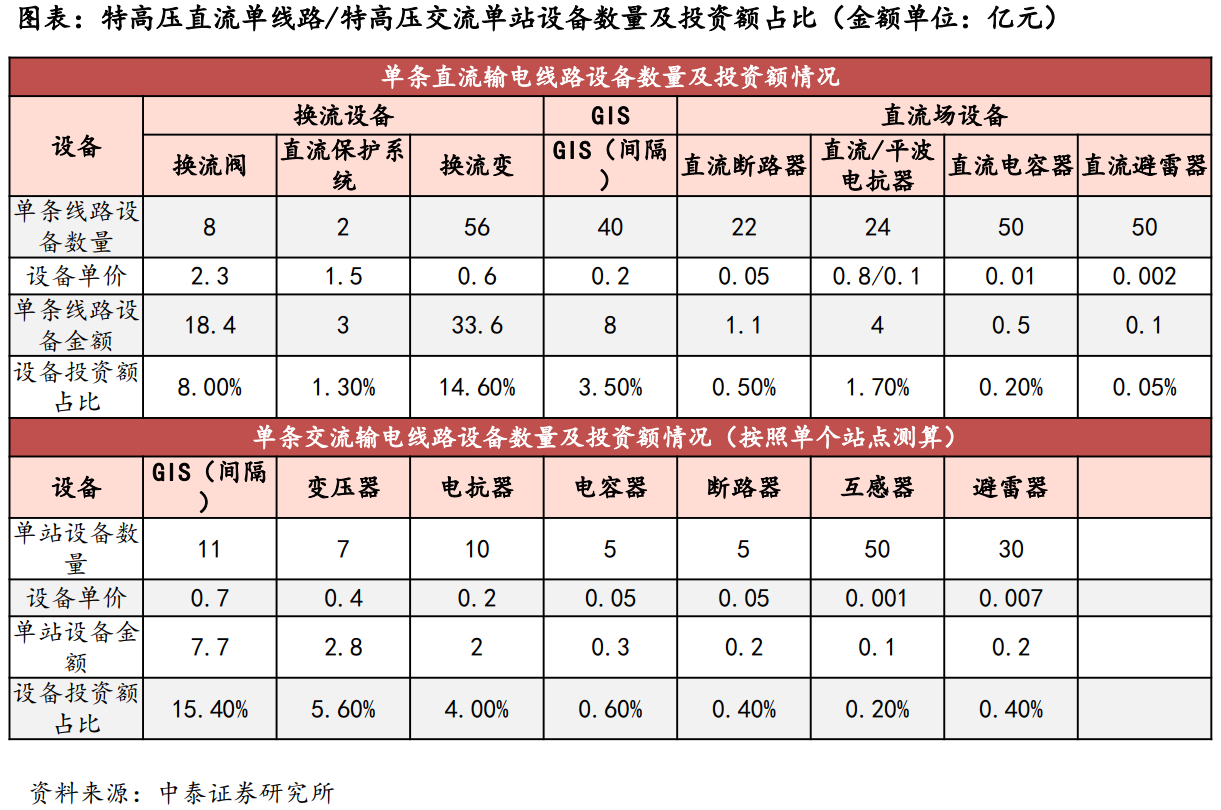 图表：特高压直流单线路/特高压交流单站设备数量及投资额占比（金额单位：亿元）
单条直流输电线路设备数量及投资额情况
设备 换流设备 GIS 直流场设备
换流阀 直流保护系统 换流变 GIS（间隔） 直流断路器 直流/平波电抗器 直流电容器 直流避雷器
单条线路设备数量 8 2 56 40 22 24 50 50
设备单价 2.3 1.5 0.6 0.2 0.05 0.8/0.1 0.01 0.002
单条线路设备金额 18.4 3 33.6 8 1.1 4 0.5 0.1
设备投资额占比 8.00% 1.30% 14.60% 3.50% 0.50% 1.70% 0.20% 0.05%
单条交流输电线路设备数量及投资额情况（按照单个站点测算）
设备 GIS（间隔） 变压器 电抗器 电容器 断路器 互感器 避雷器
单站设备数量 11 7 10 5 5 50 30
设备单价 0.7 0.4 0.2 0.05 0.05 0.001 0.007
单站设备金额 7.7 2.8 2 0.3 0.2 0.1 0.2
设备投资额占比 15.40% 5.60% 4.00% 0.60% 0.40% 0.20% 0.40%
资料来源：中泰证券研究所